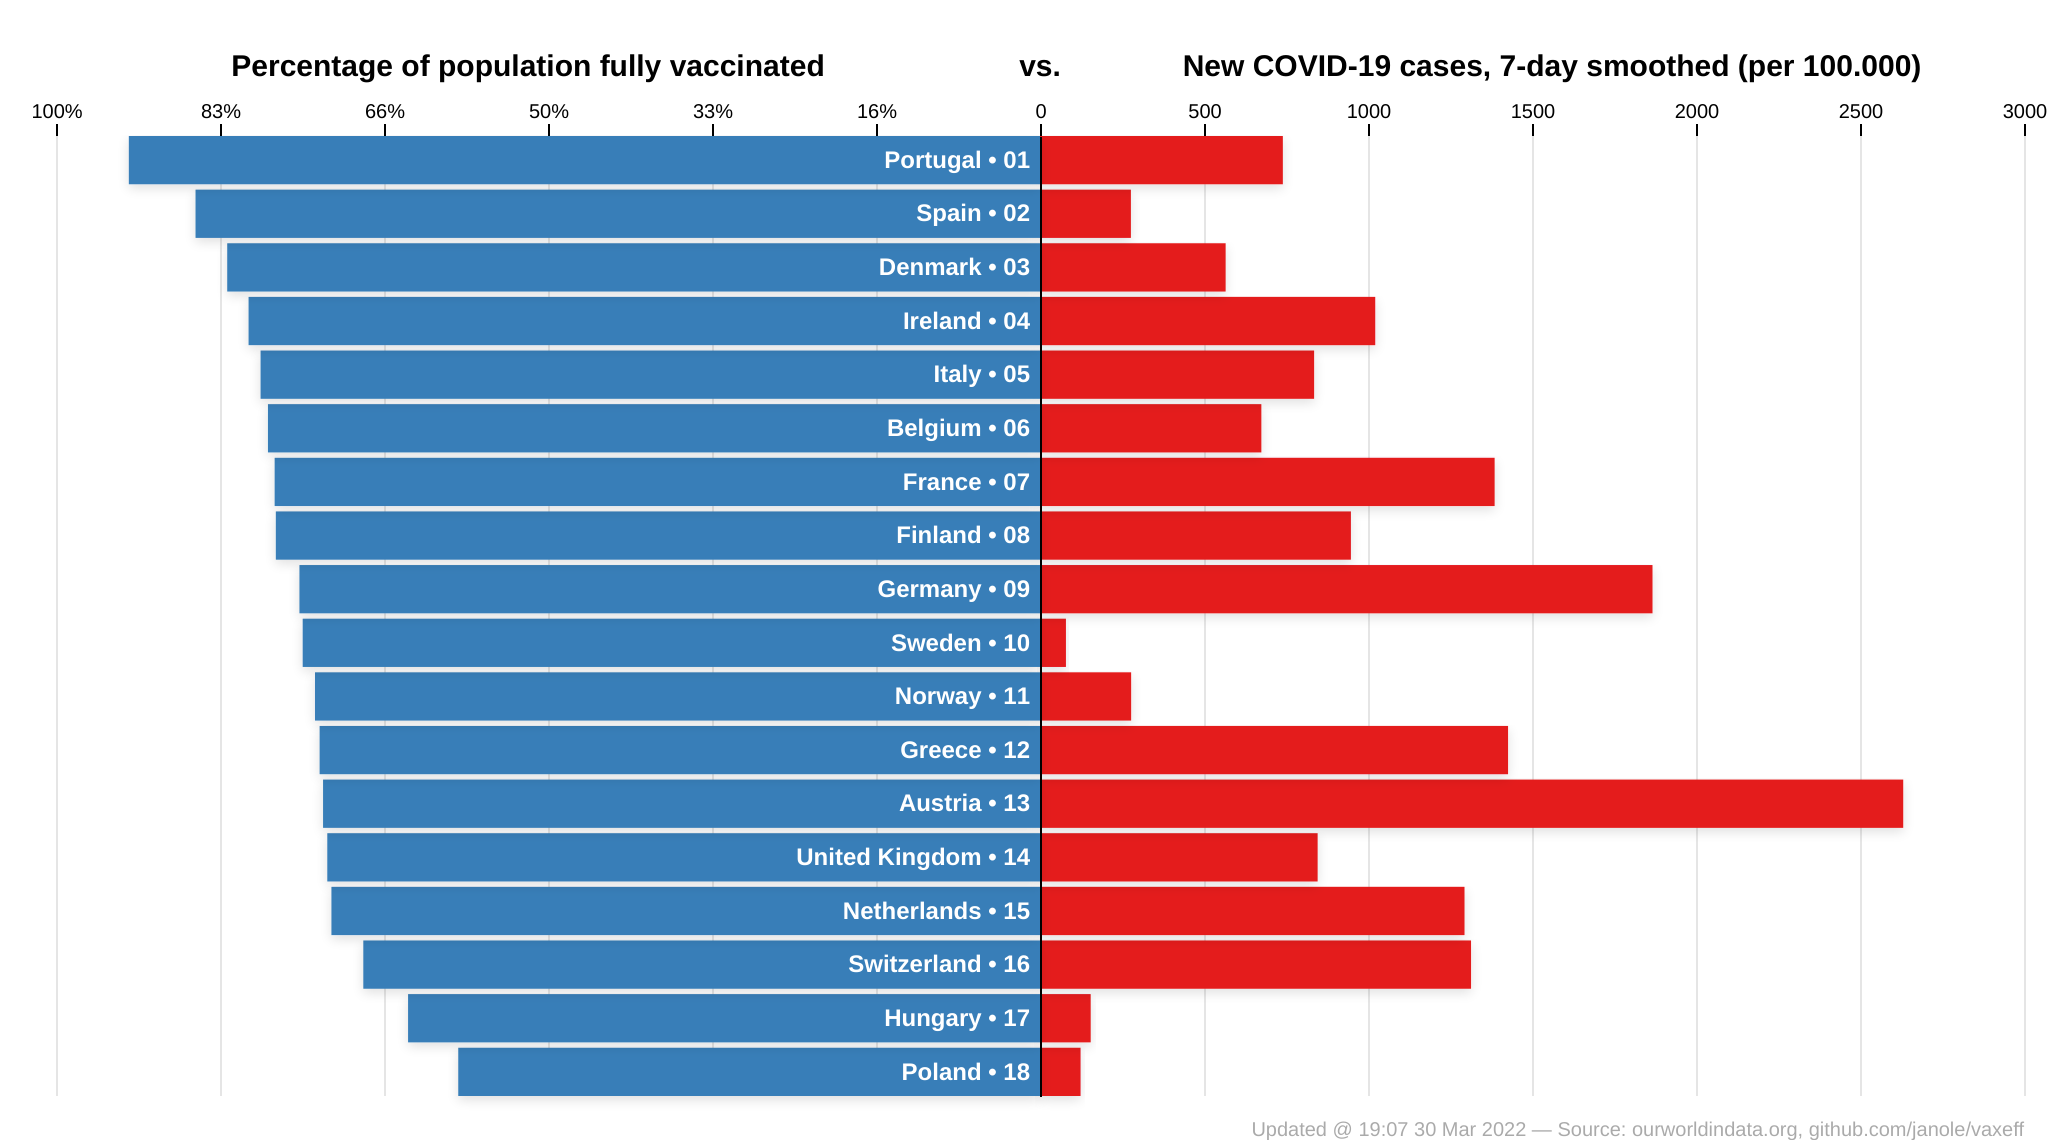 Percentage of population fully vaccinated vs. New COVID-19 cases, 7-day smoothed (per 100.000)
100% 83% 66% 50% 33% 16% 0 500 1000 1500 2000 2500 3000
Portugal • 01
Spain • 02
Denmark • 03
Ireland • 04
Italy • 05
Belgium • 06
France • 07
Finland • 08
Germany • 09
Sweden • 10
Norway • 11
Greece • 12
Austria • 13
United Kingdom • 14
Netherlands • 15
Switzerland • 16
Hungary • 17
Poland • 18
Updated @ 19:07 30 Mar 2022 — Source: ourworldindata.org, github.com/janole/vaxeff